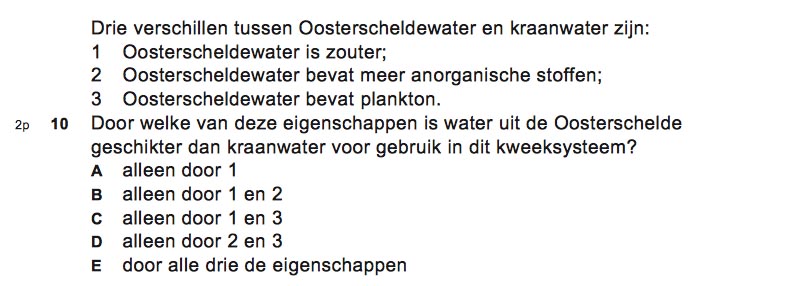 Drie verschillen tussen Oosterscheldewater en kraanwater zijn:
1 Oosterscheldewater is zouter;
2 Oosterscheldewater bevat meer anorganische stoffen;
3 Oosterscheldewater bevat plankton.
2p 10 Door welke van deze eigenschappen is water uit de Oosterschelde
geschikter dan kraanwater voor gebruik in dit kweeksysteem?
A alleen door 1
B alleen door 1 en 2
C alleen door 1 en 3
D alleen door 2 en 3
E door alle drie de eigenschappen